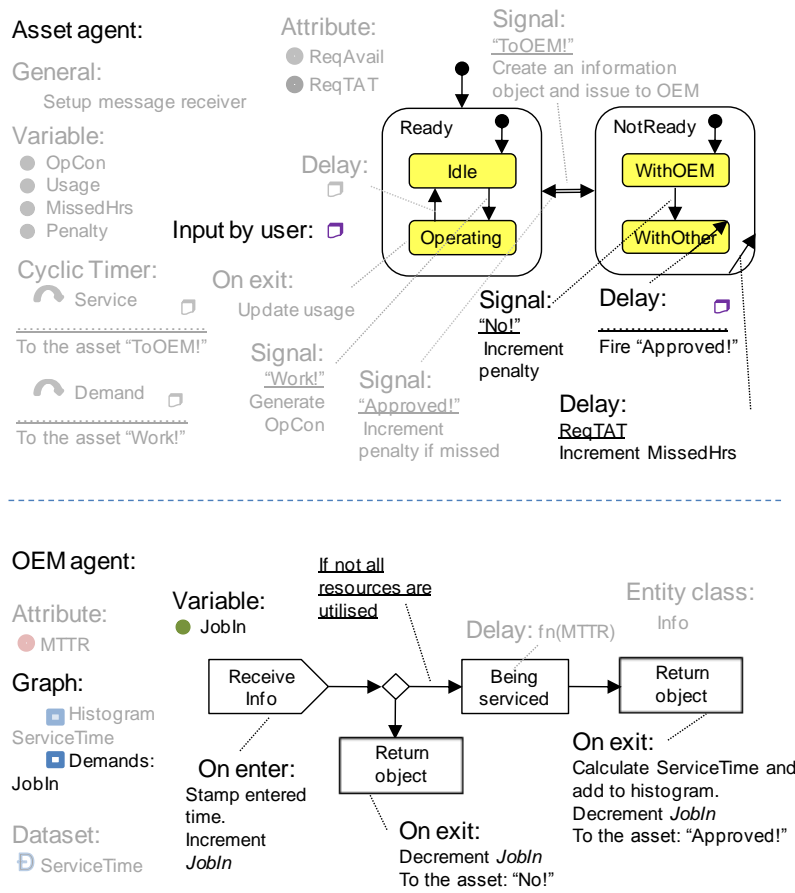 Asset agent:
General:
Setup message receiver
Variable:
OpCon
Usage
MissedHrs
Penalty
Cyclic Timer:
Service
To the asset “ToOEM!”
Demand
To the asset “Work!”
Attribute:
ReqAvail
ReqTAT
Signal:
“ToOEM!”
Create an information
object and issue to OEM
Ready
Idle
Operating
NotReady
WithOEM
WithOther
Delay:
Input by user:
On exit:
Update usage
Signal:
“Work!”
Generate
OpCon
Signal:
“Approved!”
Increment
penalty if missed
Signal:
“No!”
Increment
penalty
Delay:
Fire “Approved!”
Delay:
ReqTAT
Increment MissedHrs
OEM agent:
Attribute:
MTTR
Graph:
Histogram
ServiceTime
Demands:
JobIn
Dataset:
Đ ServiceTime
Variable:
JobIn
If not all
resources are
utilised
Delay: fn(MTTR)
Entity class:
Info
Receive
Info
Being
serviced
Return
object
Return
object
On enter:
Stamp entered
time.
Increment
JobIn
On exit:
Decrement JobIn
To the asset: “No!”
On exit:
Calculate ServiceTime and
add to histogram.
Decrement JobIn
To the asset: “Approved!”